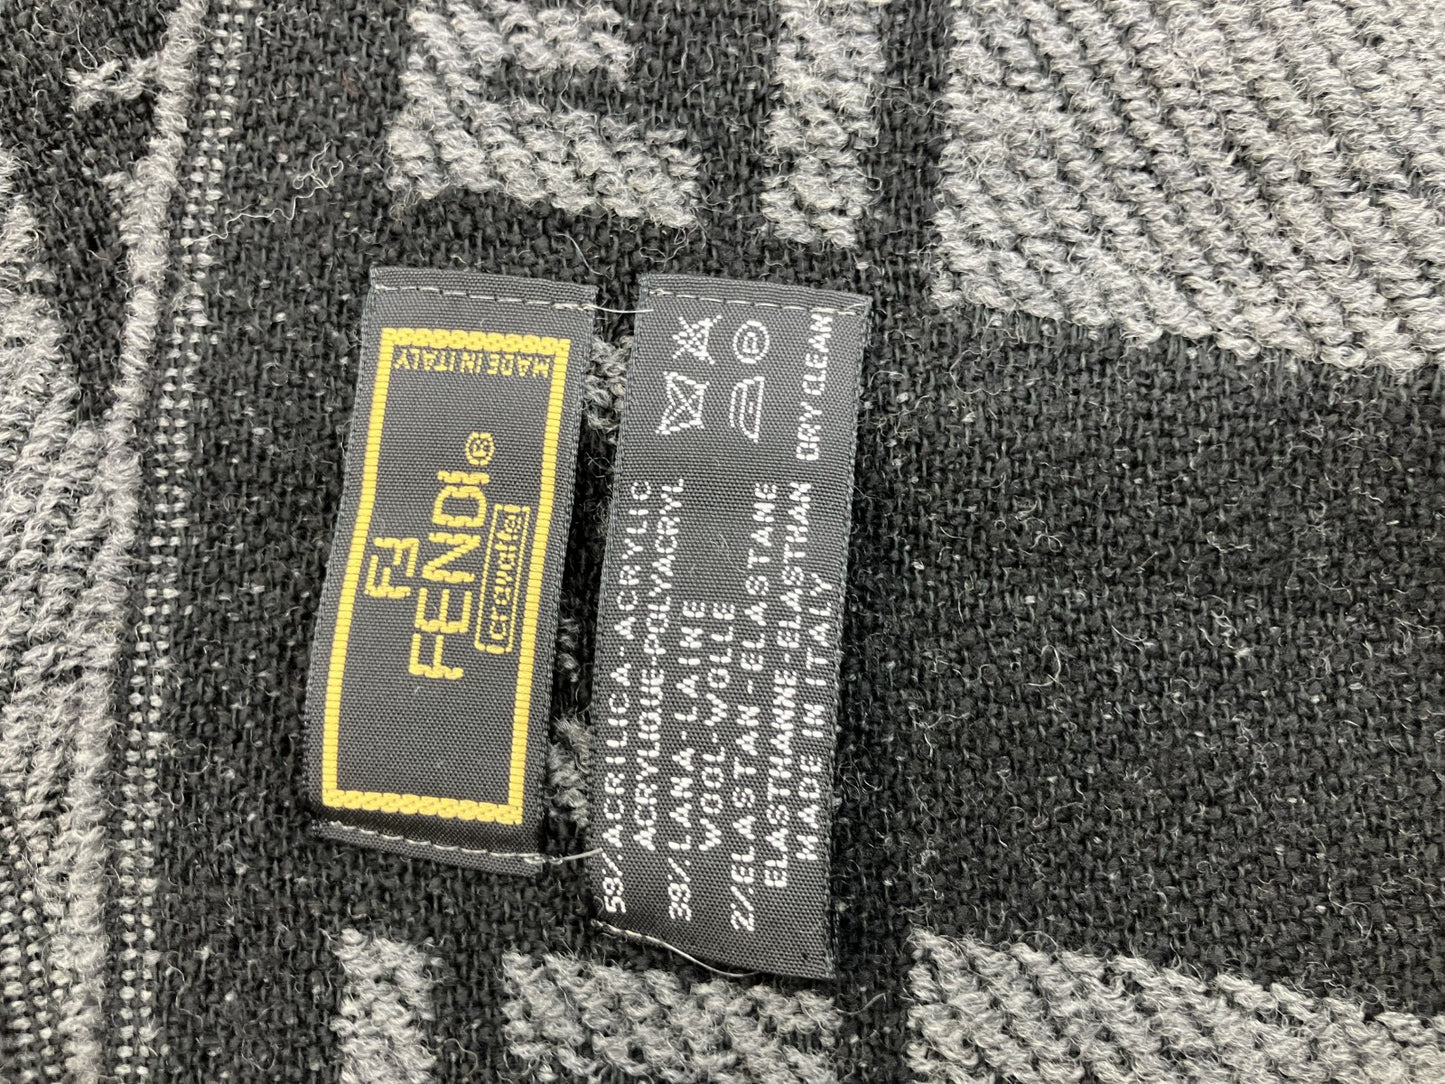 FF
FENDI®
cravatte
MADE IN ITALY
59% ACRILICA-ACRYLIC
ACRYLIQUE-POLYACRYL
39% LANA-LAINE
WOOL-WOLLE
2% ELASTAN-ELASTANE
ELASTHANNE-ELASTHAN
MADE IN ITALY
P
DRY CLEAN